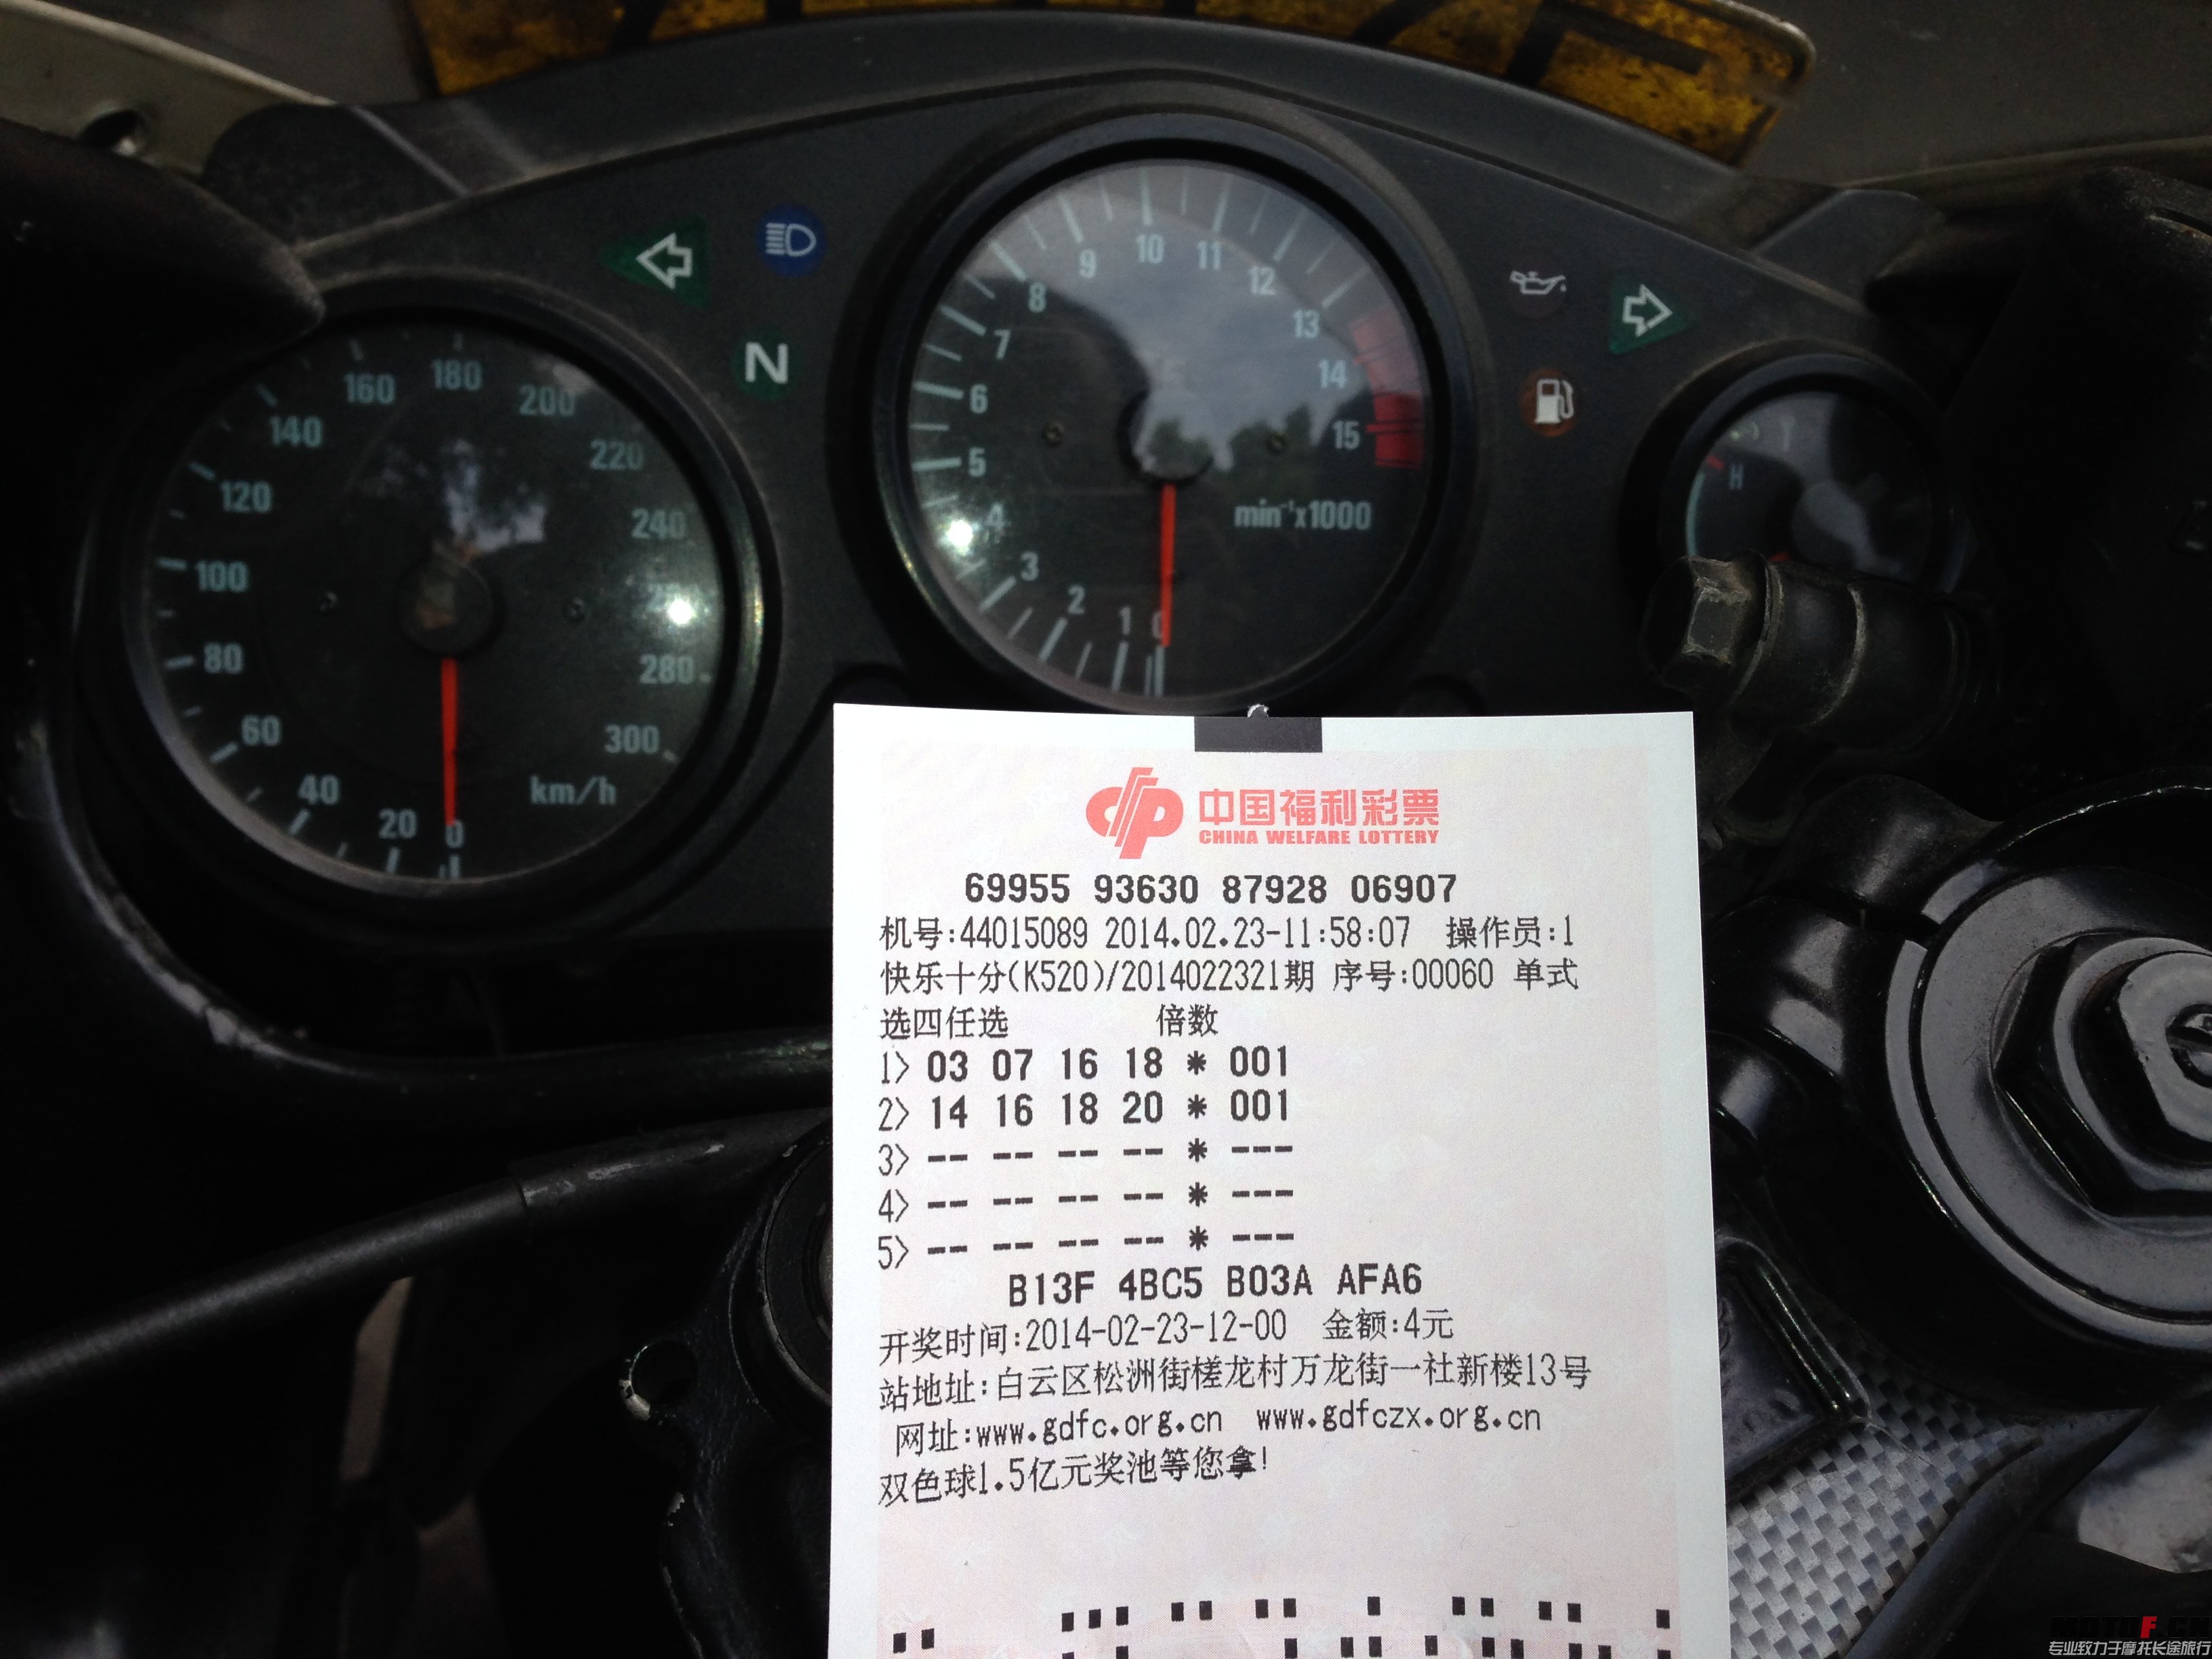 160 180 200
140 220
120 240
100
80 280
60 300
40 km/h
20 0
N
8 9 10 11 12
7 13
6 14
5 15
4 min⁻¹x1000
3
2 1 0
H
中国福利彩票
CHINA WELFARE LOTTERY
69955 93630 87928 06907
机号:44015089 2014.02.23-11:58:07 操作员:1
快乐十分(K520)/2014022321期 序号:00060 单式
选四任选 倍数
1> 03 07 16 18 * 001
2> 14 16 18 20 * 001
3> -- -- -- -- * ---
4> -- -- -- -- * ---
5> -- -- -- -- * ---
B13F 4BC5 B03A AFA6
开奖时间:2014-02-23-12-00 金额:4元
站地址:白云区松洲街槎龙村万龙街一社新楼13号
网址:www.gdfc.org.cn www.gdfczx.org.cn
双色球1.5亿元奖池等您拿!
专业致力于摩托长途旅行